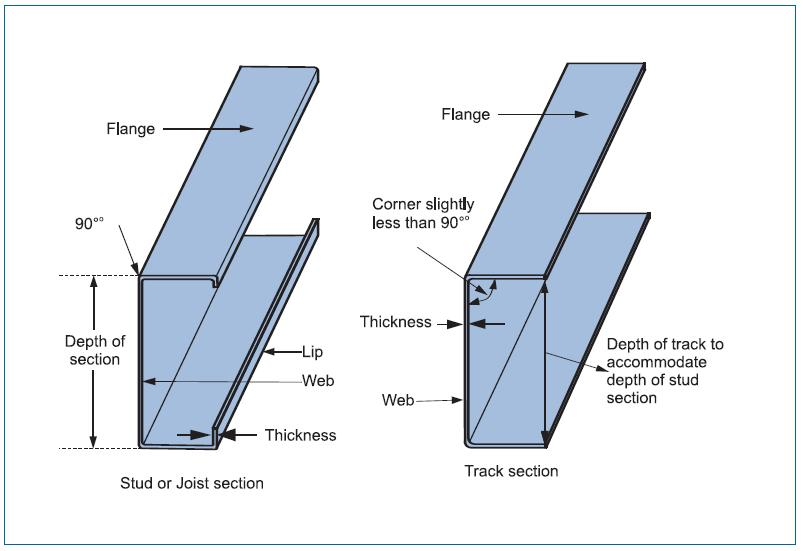 Flange
90°°
Depth of
section
Lip
Web
Thickness
Stud or Joist section
Flange
Corner slightly
less than 90°°
Thickness
Web
Depth of track to
accommodate
depth of stud
section
Track section